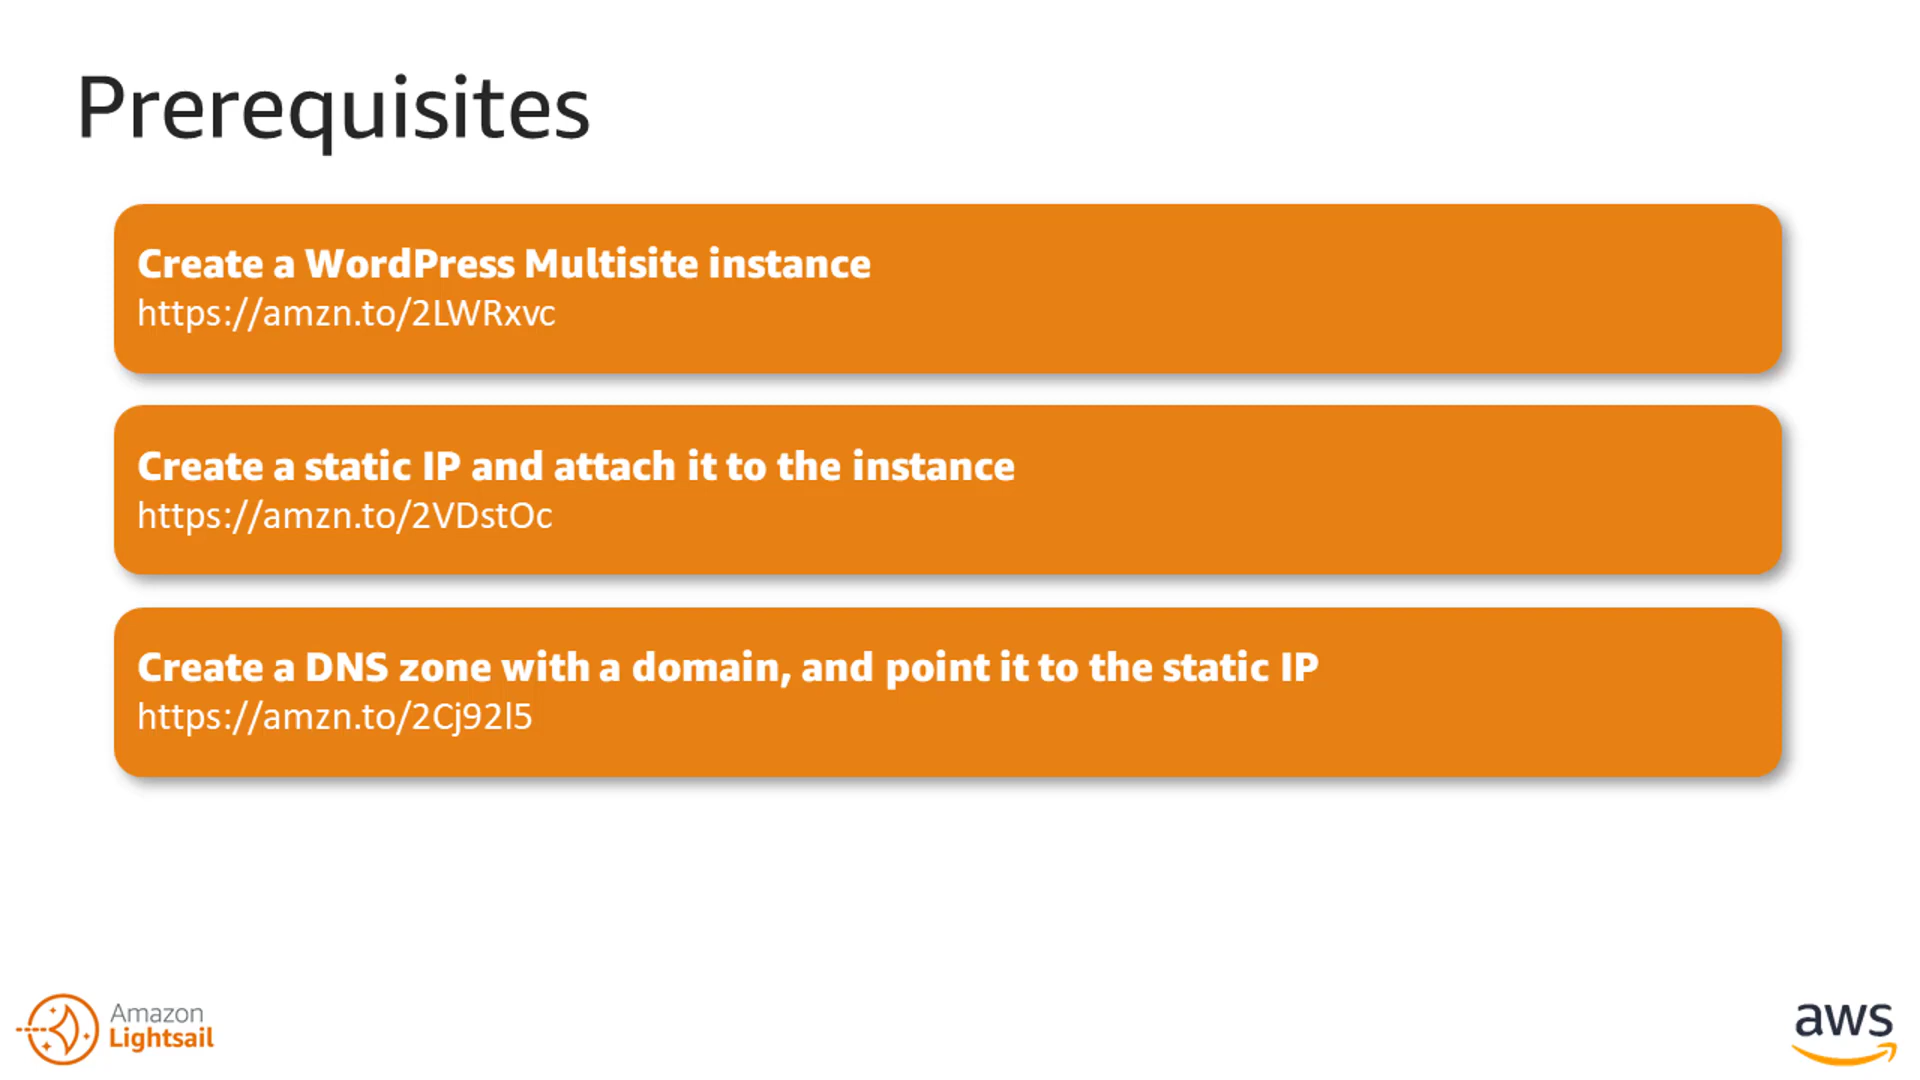 Prerequisites
Create a WordPress Multisite instance
https://amzn.to/2LWRxvc
Create a static IP and attach it to the instance
https://amzn.to/2VDstOc
Create a DNS zone with a domain, and point it to the static IP
https://amzn.to/2Cj92l5
Amazon
Lightsail
aws